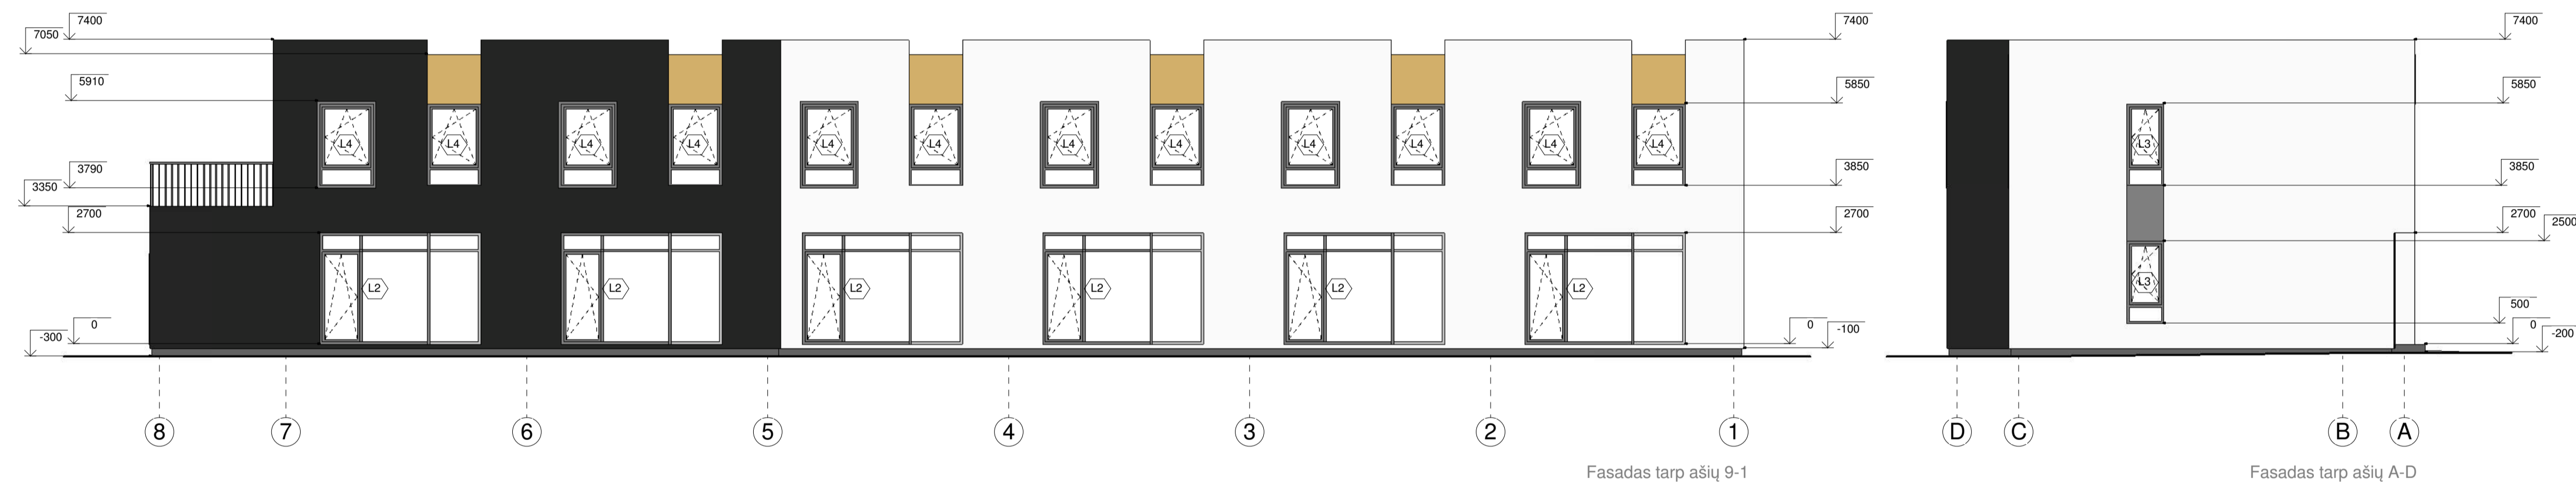 7400
7050
5910
3790
3350
2700
0
-300
L4 L4 L4 L4 L4 L4 L4 L4 L4 L4 L4 L4
L2 L2 L2 L2 L2 L2
7400
5850
3850
2700
0
-100
8 7 6 5 4 3 2 1
Fasadas tarp ašių 9-1
L3
L3
7400
5850
3850
2700
2500
500
0
-200
D C B A
Fasadas tarp ašių A-D